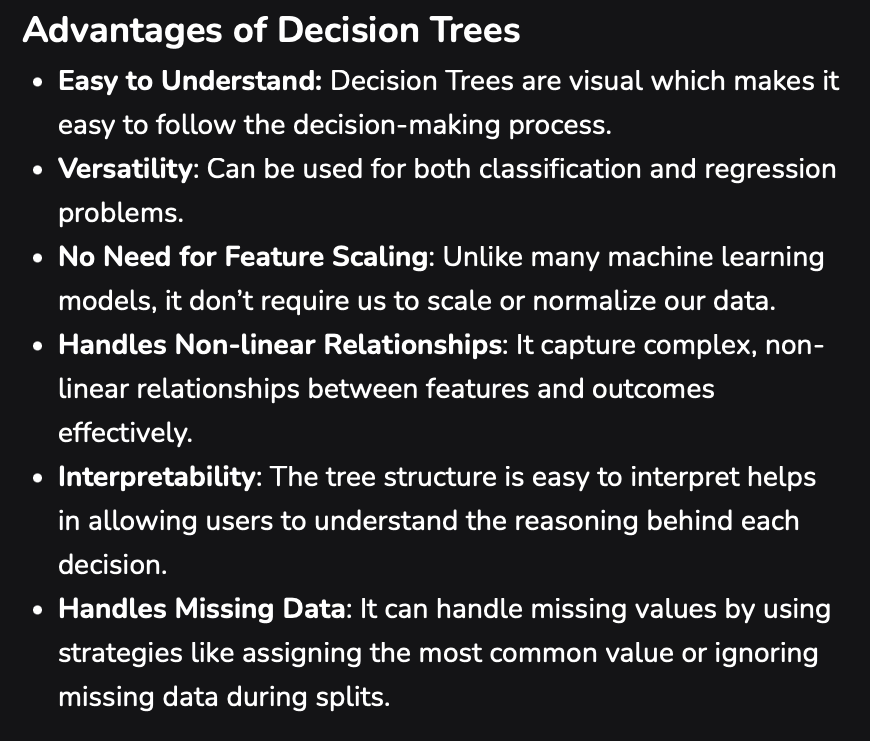 Advantages of Decision Trees
• Easy to Understand: Decision Trees are visual which makes it
easy to follow the decision-making process.
• Versatility: Can be used for both classification and regression
problems.
• No Need for Feature Scaling: Unlike many machine learning
models, it don’t require us to scale or normalize our data.
• Handles Non-linear Relationships: It capture complex, non-
linear relationships between features and outcomes
effectively.
• Interpretability: The tree structure is easy to interpret helps
in allowing users to understand the reasoning behind each
decision.
• Handles Missing Data: It can handle missing values by using
strategies like assigning the most common value or ignoring
missing data during splits.